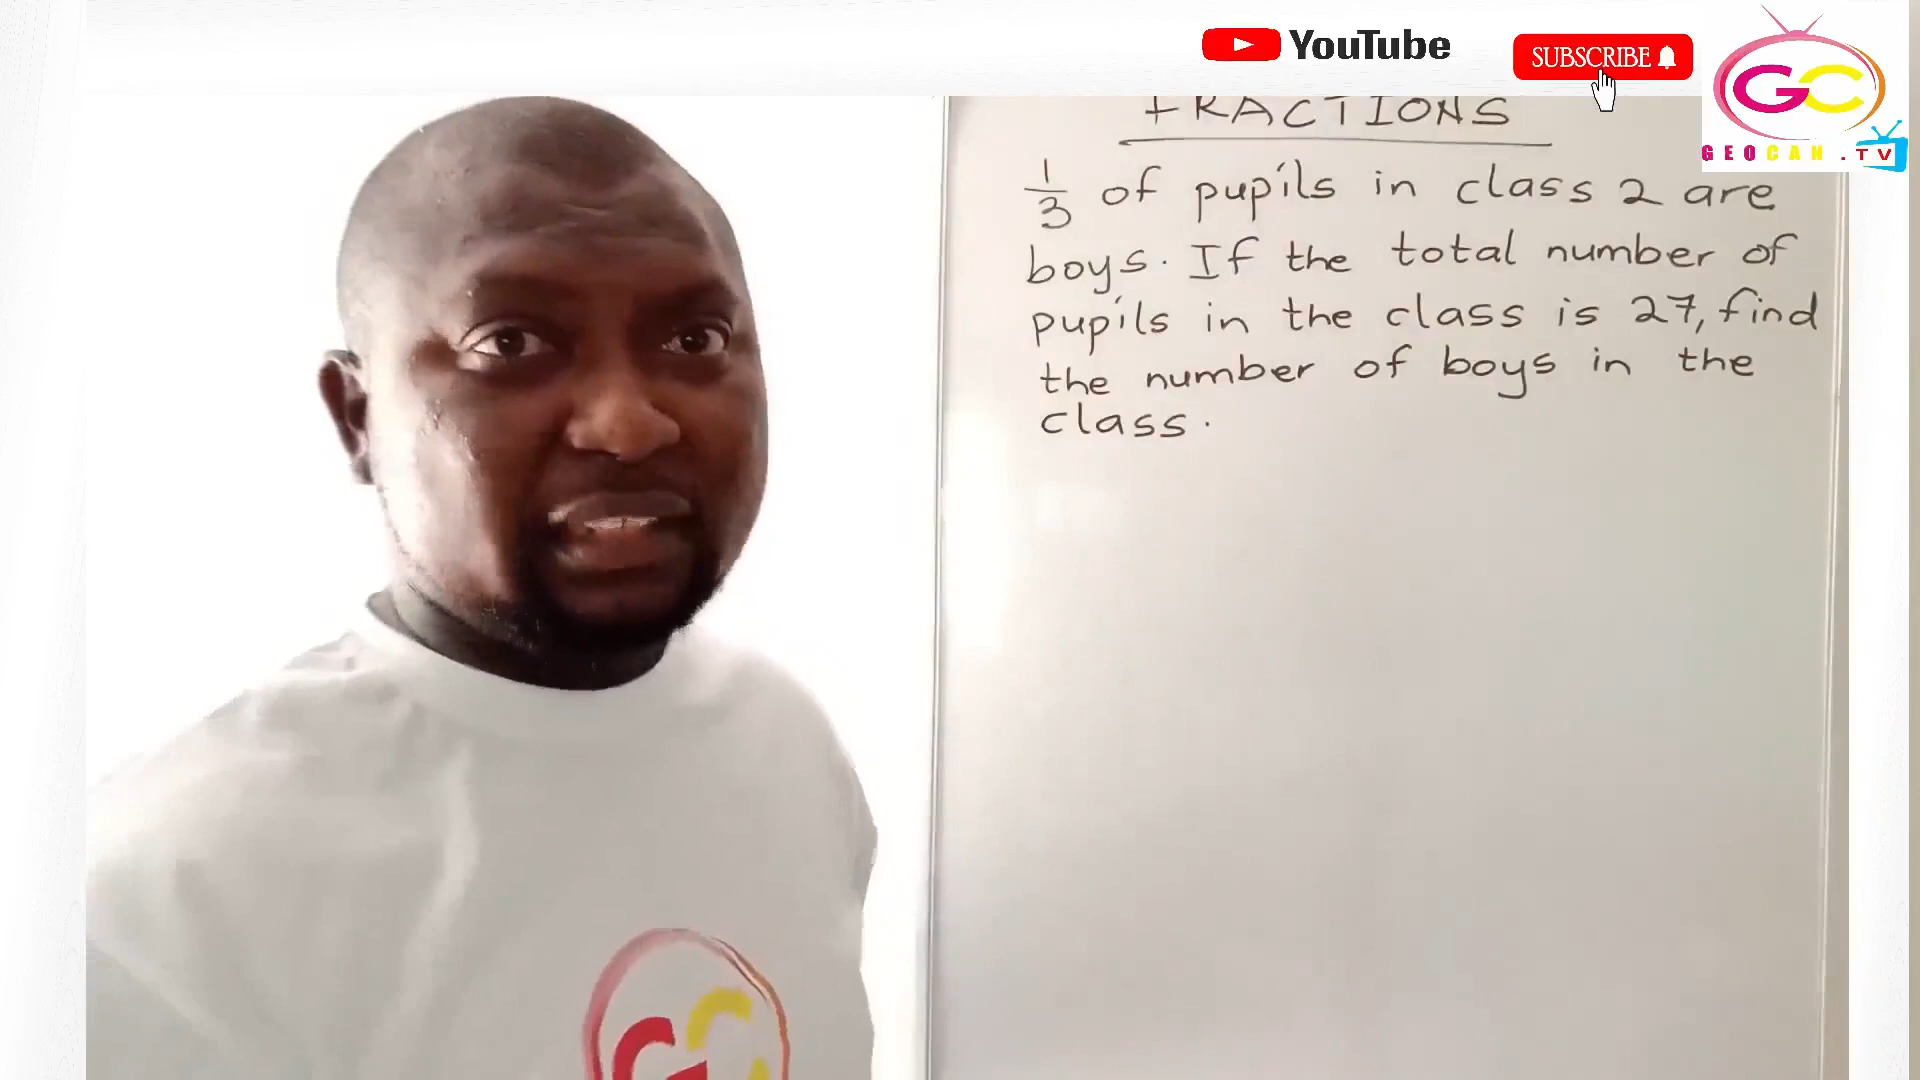 YouTube
SUBSCRIBE
GC
GEOCAN.TV
FRACTIONS
1/3 of pupils in class 2 are
boys. If the total number of
pupils in the class is 27, find
the number of boys in the
class.
GC